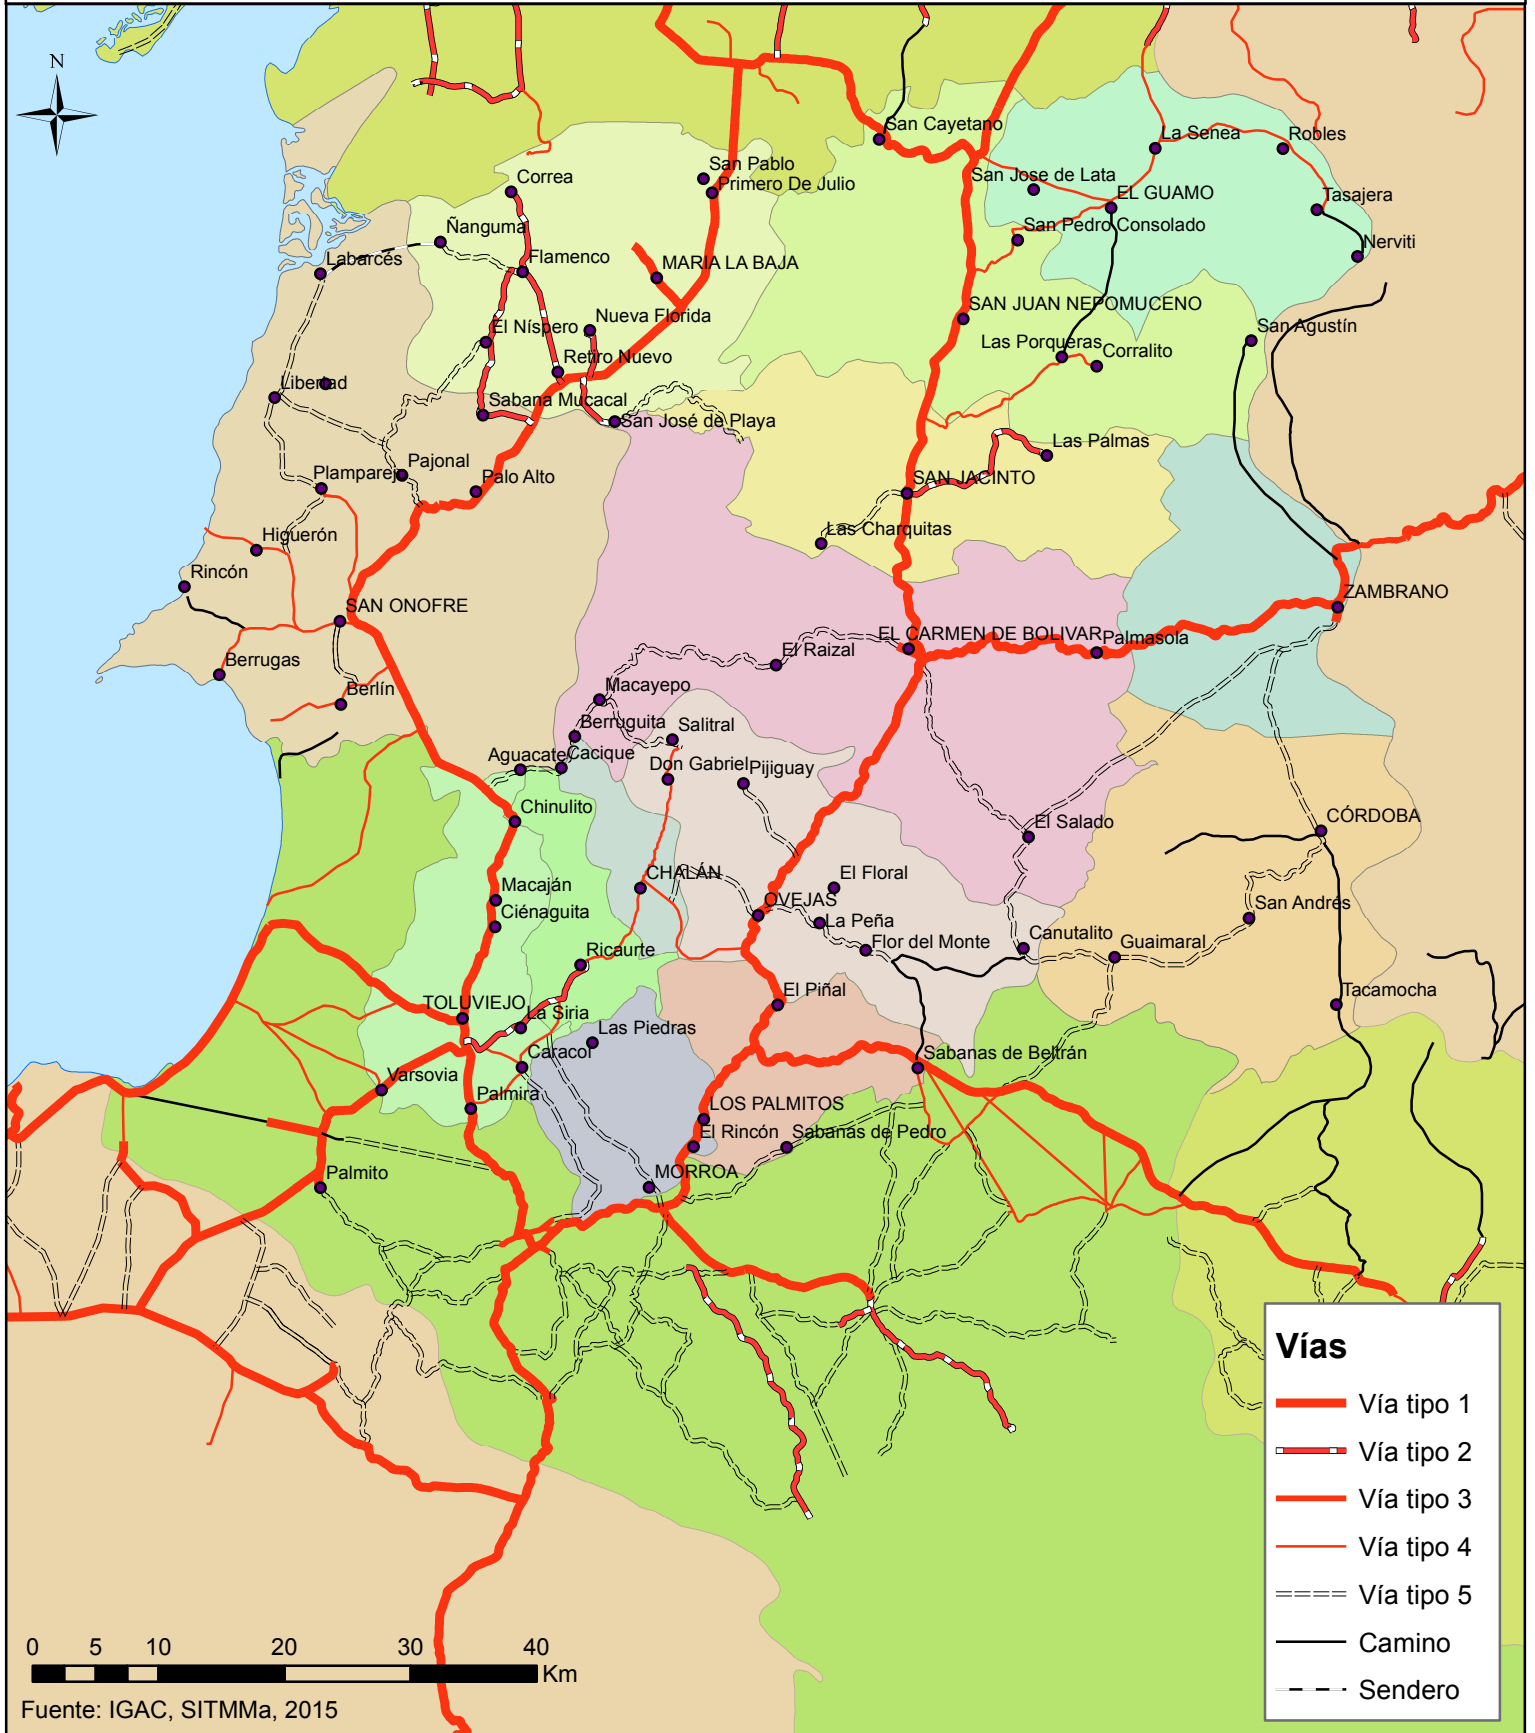 N
San Cayetano
La Senea
Robles
San Pablo
Primero De Julio
Correa
San Jose de Lata
EL GUAMO
Tasajera
Ñanguma
San Pedro Consolado
Nerviti
Labarcés
Flamenco
MARIA LA BAJA
SAN JUAN NEPOMUCENO
Nueva Florida
El Níspero
San Agustín
Las Porqueras
Corralito
Retiro Nuevo
Libertad
Sabana Mucacal
San José de Playa
Las Palmas
Pajonal
Plamparejo
Palo Alto
SAN JACINTO
Las Charquitas
Higuerón
Rincón
ZAMBRANO
SAN ONOFRE
EL CARMEN DE BOLIVAR
Palmasola
El Raizal
Berrugas
Berlín
Macayepo
Berruguita
Salitral
Aguacate
Cacique
Don Gabriel
Pijiguay
Chinulito
El Salado
CÓRDOBA
CHALÁN
El Floral
Macaján
OVEJAS
San Andrés
Ciénaguita
La Peña
Canutalito
Flor del Monte
Guaimaral
Ricaurte
El Piñal
Tacamocha
TOLUVIEJO
La Siria
Las Piedras
Caracol
Sabanas de Beltrán
Varsovia
Palmira
LOS PALMITOS
El Rincón
Sabanas de Pedro
Palmito
MORROA
Vías
Vía tipo 1
Vía tipo 2
Vía tipo 3
Vía tipo 4
Vía tipo 5
Camino
Sendero
0 5 10 20 30 40
Km
Fuente: IGAC, SITMMa, 2015